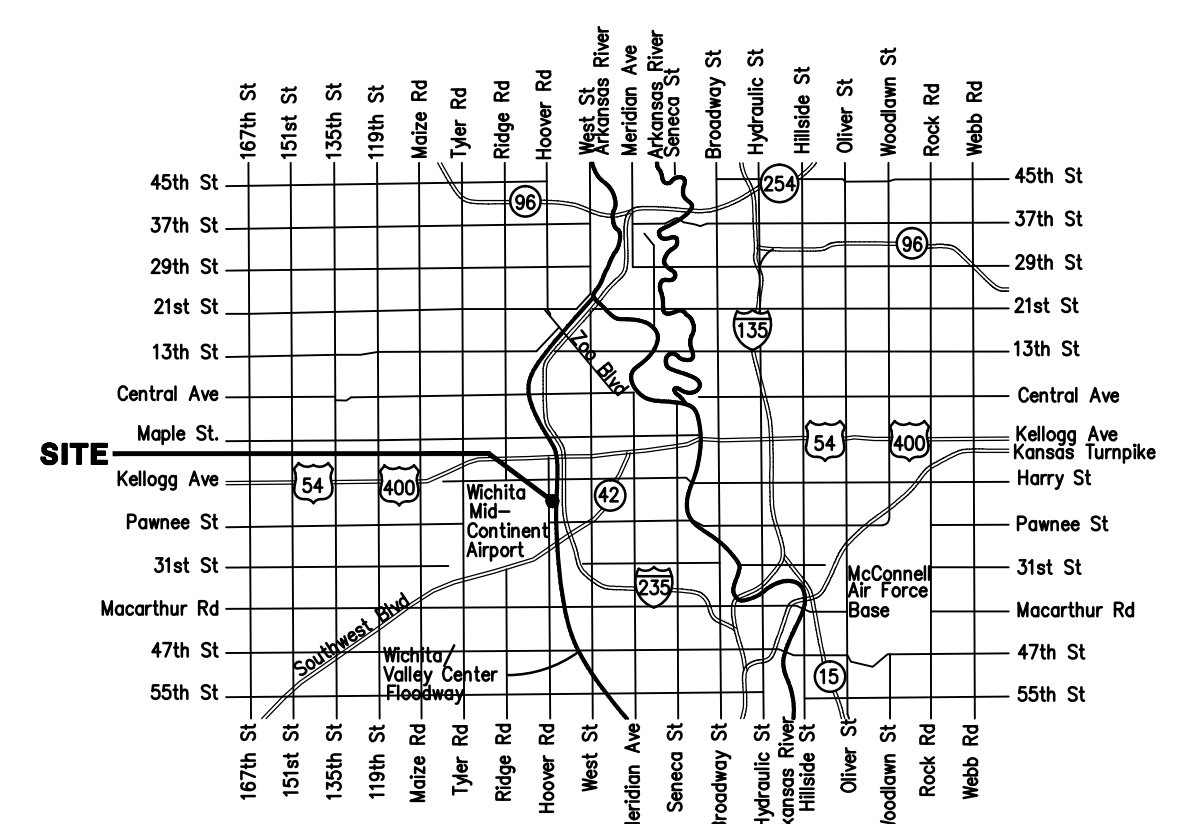 167th St
151st St
135th St
119th St
Maize Rd
Tyler Rd
Ridge Rd
Hoover Rd
West St
Arkansas River
Meridian Ave
Arkansas River
Seneca St
Broadway St
Hydraulic St
Hillside St
Oliver St
Woodlawn St
Rock Rd
Webb Rd
45th St
254
45th St
96
37th St
37th St
96
29th St
29th St
21st St
21st St
135
13th St
13th St
Zoo Blvd
Central Ave
Central Ave
Maple St.
54
400
Kellogg Ave
SITE
Kansas Turnpike
Kellogg Ave
54
400
Harry St
Wichita
Mid-
Continent
Airport
42
Pawnee St
Pawnee St
31st St
31st St
235
McConnell
Air Force
Base
Macarthur Rd
Macarthur Rd
Southwest Blvd
47th St
47th St
Wichita/
Valley Center
Floodway
15
55th St
55th St
167th St
151st St
135th St
119th St
Maize Rd
Tyler Rd
Ridge Rd
Hoover Rd
West St
eridian Ave
Seneca St
Broadway St
Hydraulic St
kansas River
Hillside St
Oliver St
oodlawn St
Rock Rd
Webb Rd